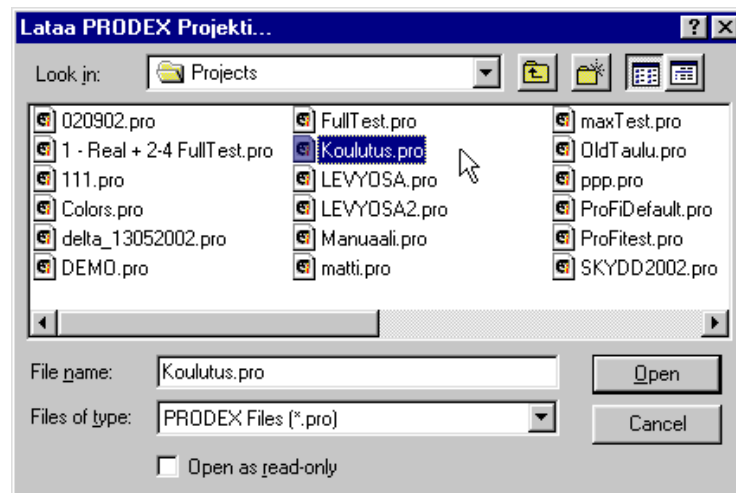 Lataa PRODEX Projekti...
Look in: Projects
020902.pro FullTest.pro maxTest.pro
1 - Real + 2-4 FullTest.pro Koulutus.pro OldTaulu.pro
111.pro LEVYOSA.pro ppp.pro
Colors.pro LEVYOSA2.pro ProFiDefault.pro
delta_13052002.pro Manuaali.pro ProFitest.pro
DEMO.pro matti.pro SKYDD2002.pro
File name: Koulutus.pro Open
Files of type: PRODEX Files (*.pro) Cancel
Open as read-only